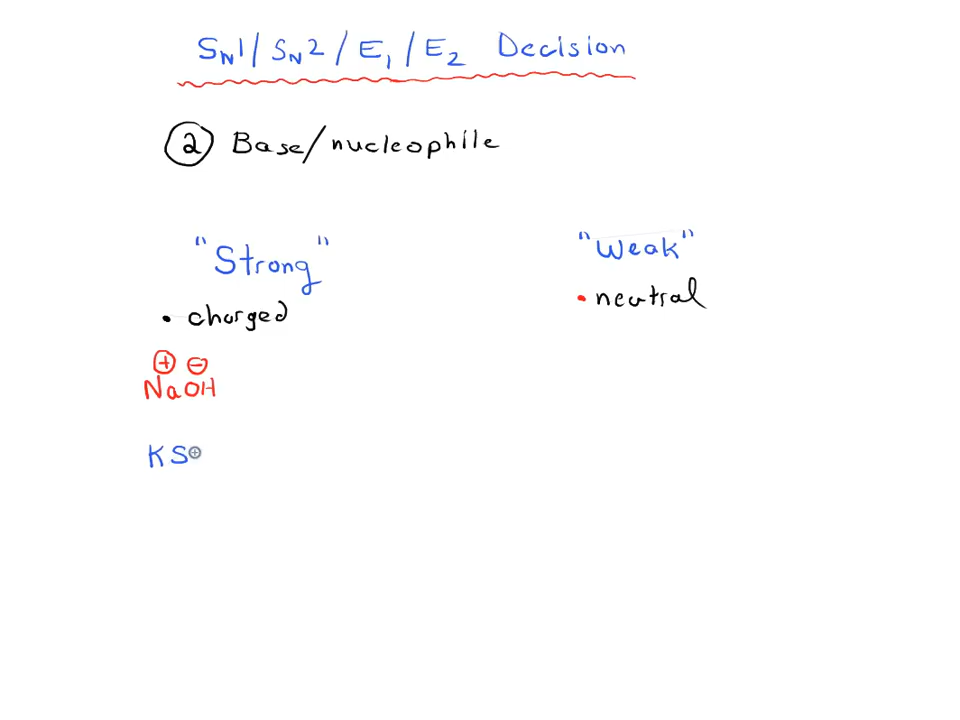 SN1/SN2/E1/E2 Decision
② Base/nucleophile
"Strong"
"Weak"
• charged
• neutral
⊕ ⊖
NaOH
KS